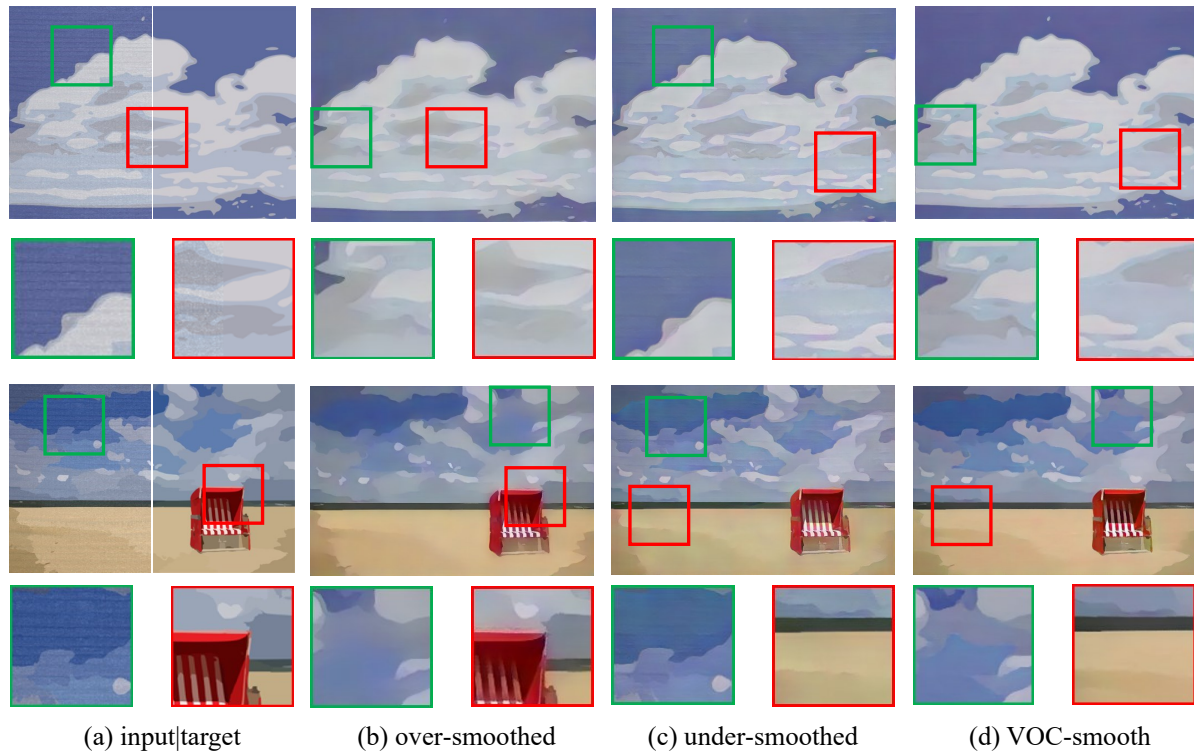 (a) input|target
(b) over-smoothed
(c) under-smoothed
(d) VOC-smooth